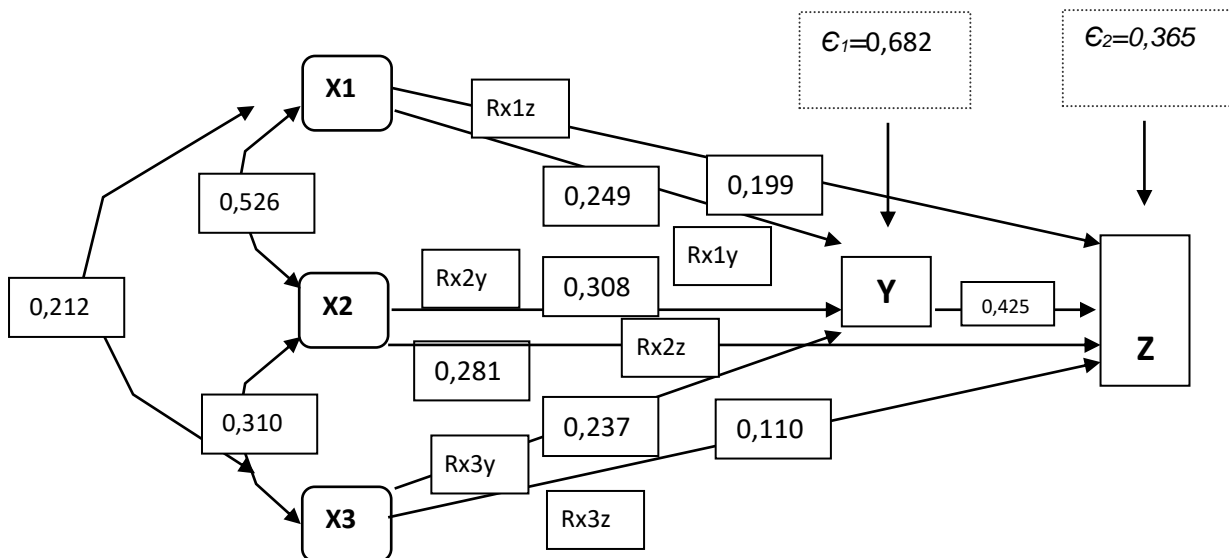 Є1=0,682
Є2=0,365
X1
Rx1z
0,526
0,249
0,199
Rx1y
Rx2y
0,308
Y
0,425
0,212
X2
Rx2z
Z
0,281
0,310
0,237
0,110
Rx3y
X3
Rx3z